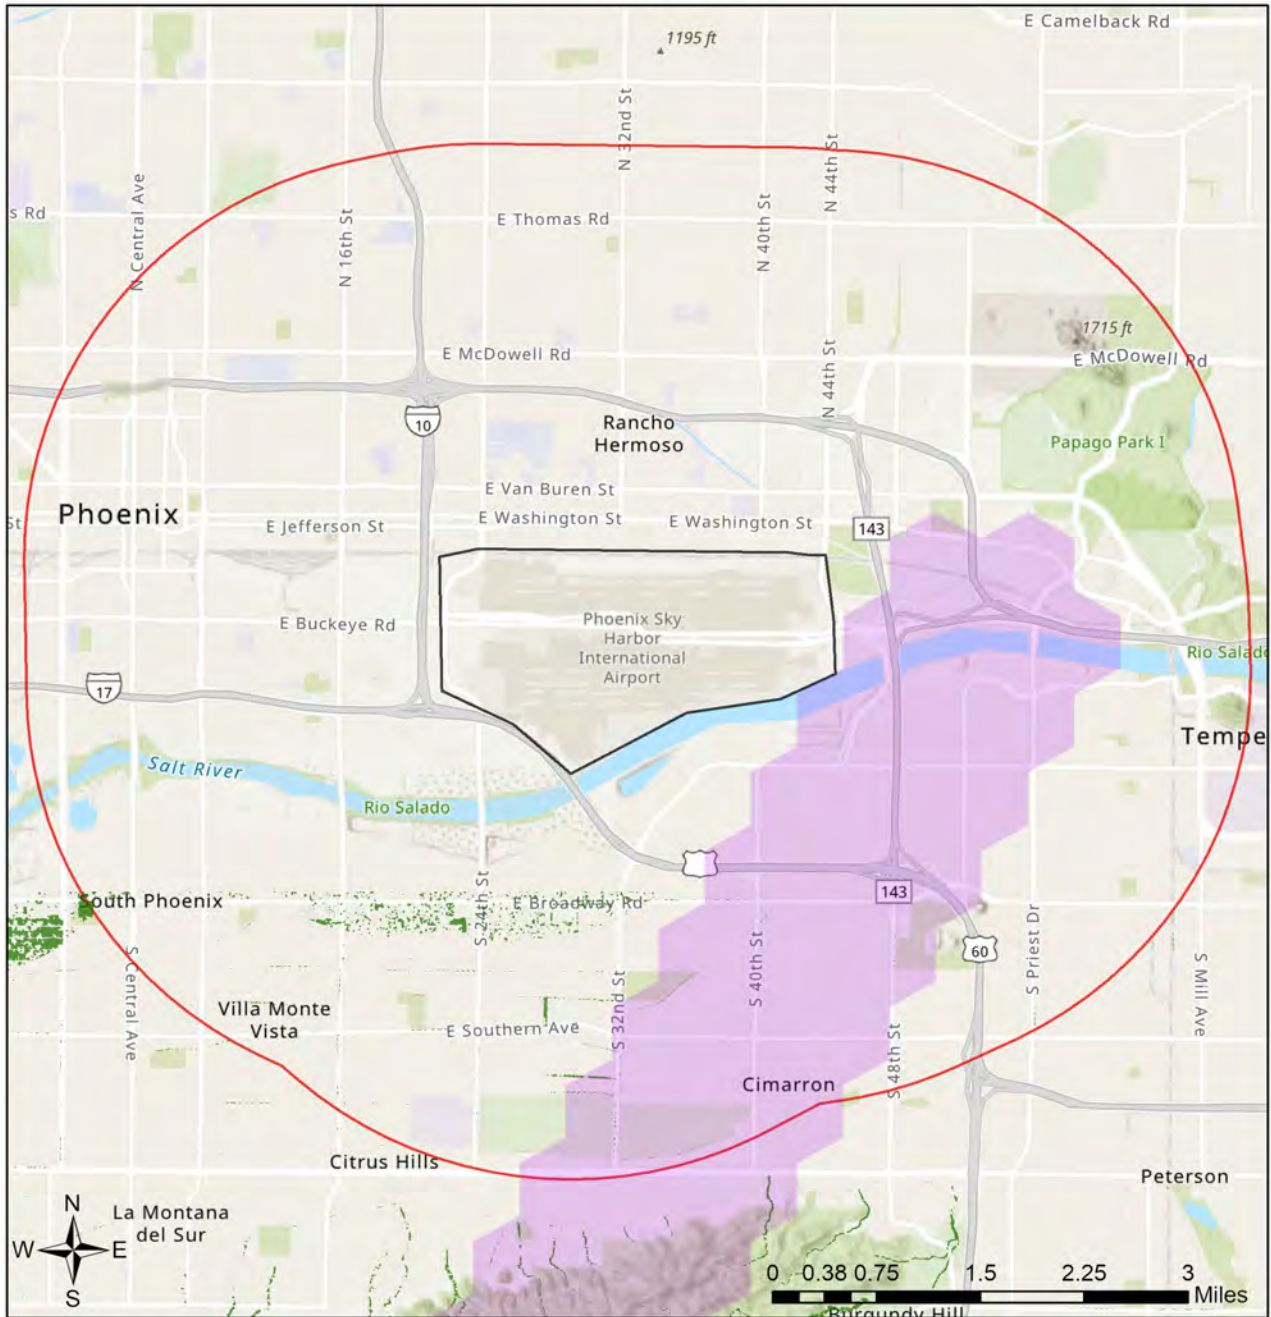 E Camelback Rd
1195 ft
N 32nd St
N 44th St
s Rd
N Central Ave
N 16th St
E Thomas Rd
N 40th St
1715 ft
E McDowell Rd
E McDowell Rd
N 44th St
10
Rancho
Hermoso
Papago Park I
E Van Buren St
Phoenix
St
E Jefferson St
E Washington St
E Washington St
143
E Buckeye Rd
Phoenix Sky
Harbor
International
Airport
Rio Salado
17
Tempe
Salt River
Rio Salado
143
South Phoenix
S 24th St
E Broadway Rd
60
S Central Ave
S 32nd St
S 40th St
S Priest Dr
S Mill Ave
Villa Monte
Vista
E Southern Ave
S 48th St
Cimarron
Citrus Hills
Peterson
La Montana
del Sur
N
W E
S
0 0.38 0.75 1.5 2.25 3
Miles
Burgundy Hill